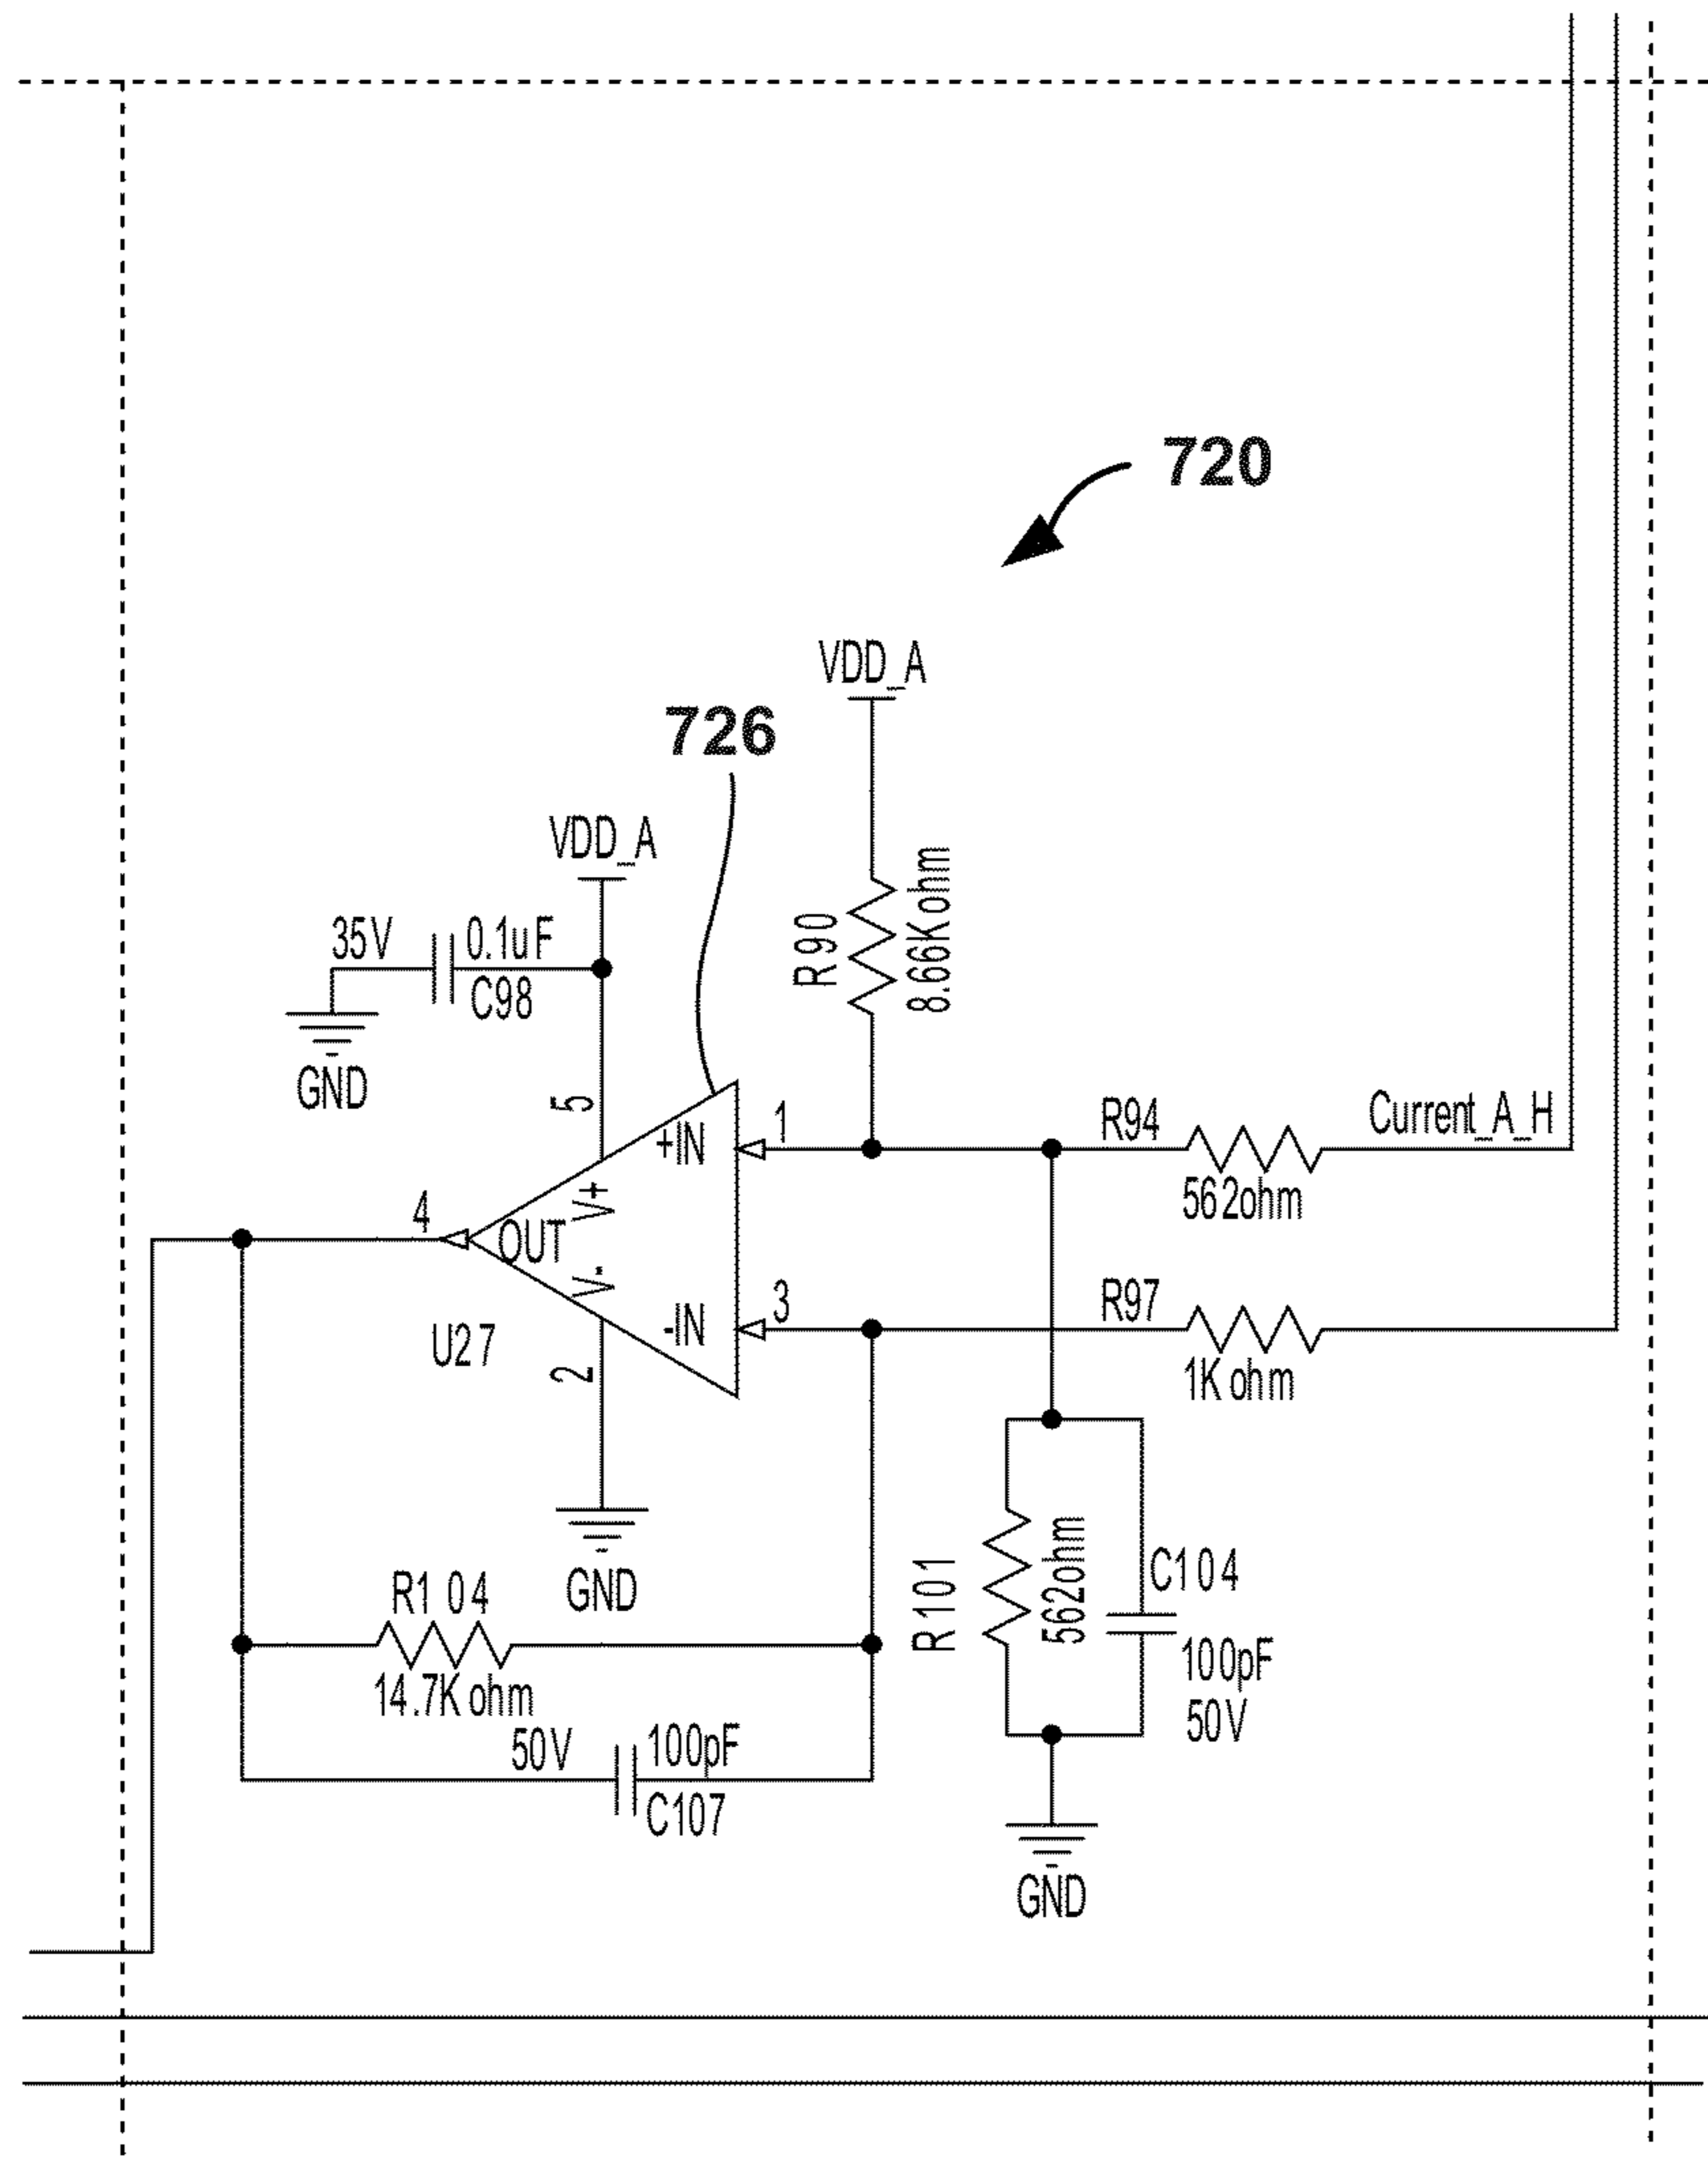 720
VDD_A
726
VDD_A
35V
0.1uF
C98
GND
R90
8.66Kohm
5
+IN
1
R94
562ohm
Current_A_H
4
OUT
V+
V-
-IN
3
R97
1Kohm
U27
2
GND
R101
562ohm
C104
100pF
50V
R104
14.7Kohm
50V
100pF
C107
GND